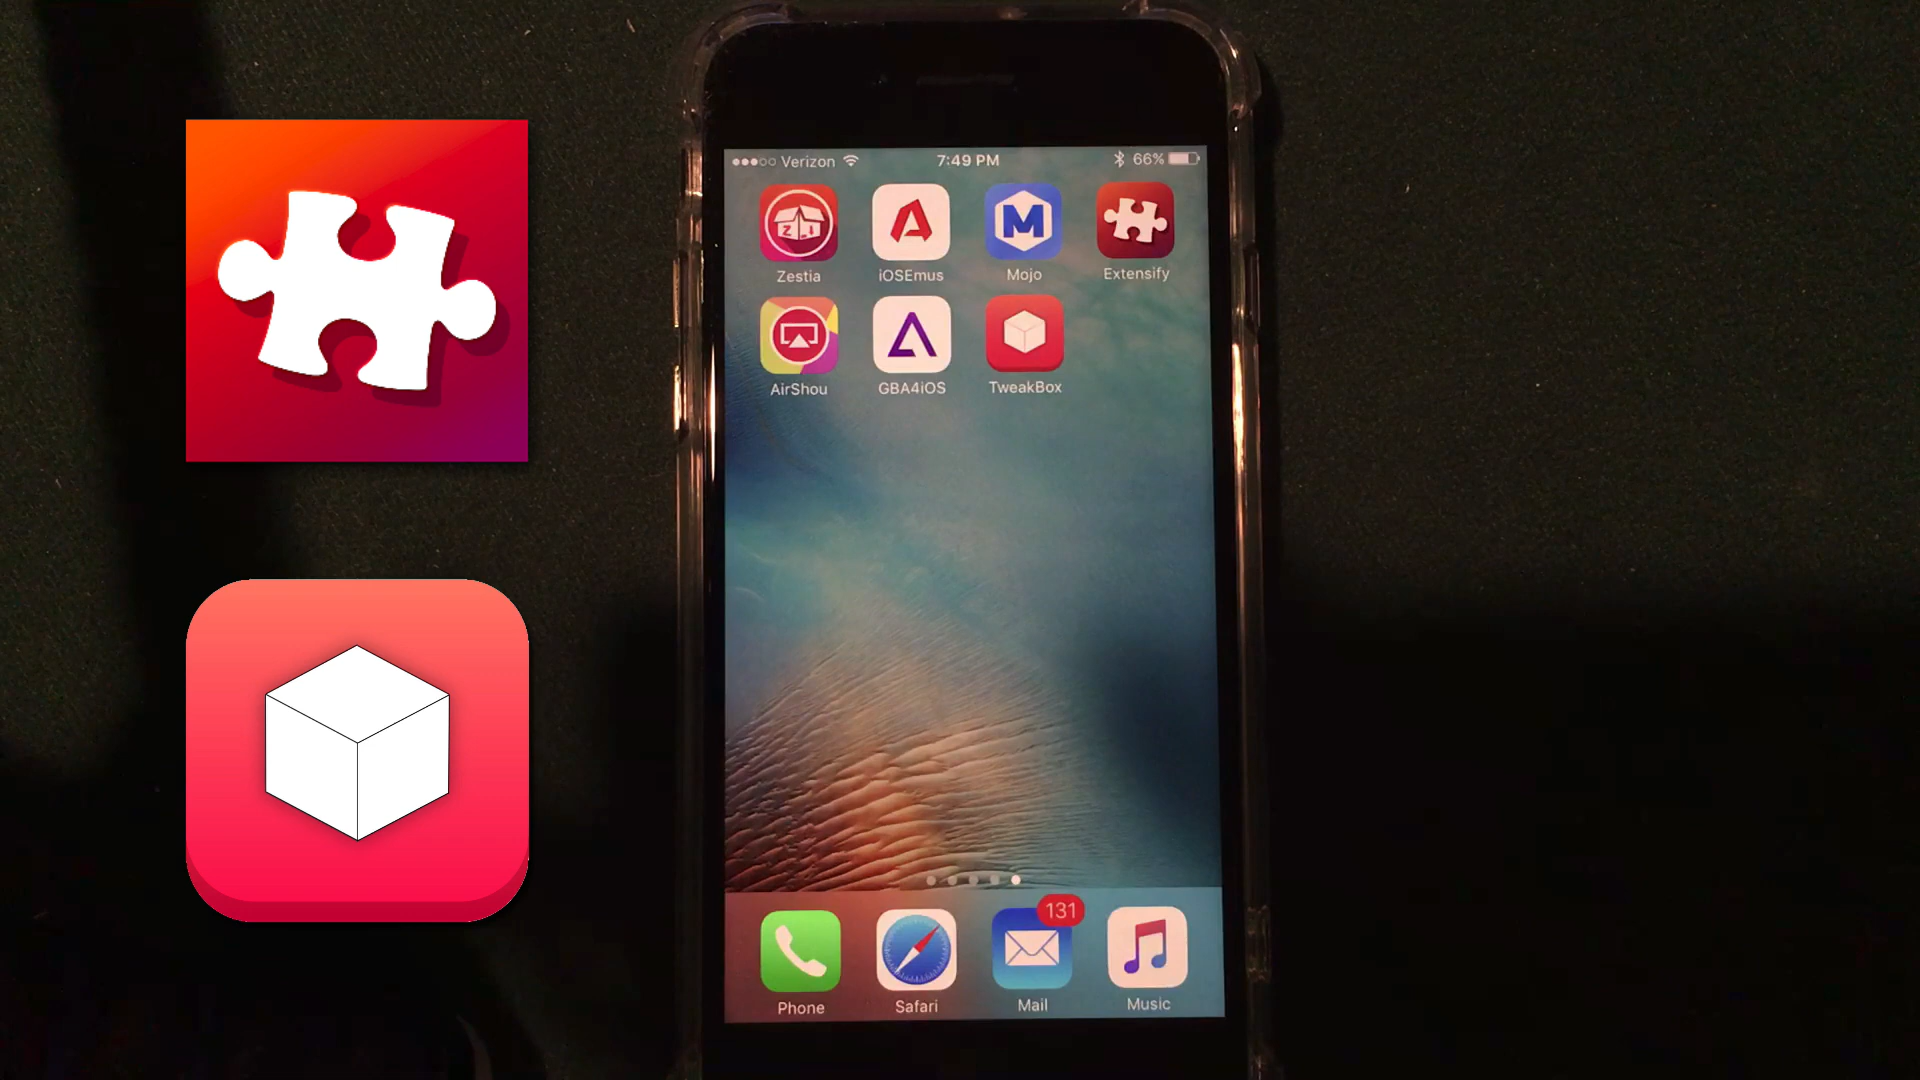 Verizon 7:49 PM 66%
Zestia iOSEmus Mojo Extensify
AirShou GBA4iOS TweakBox
131
Phone Safari Mail Music